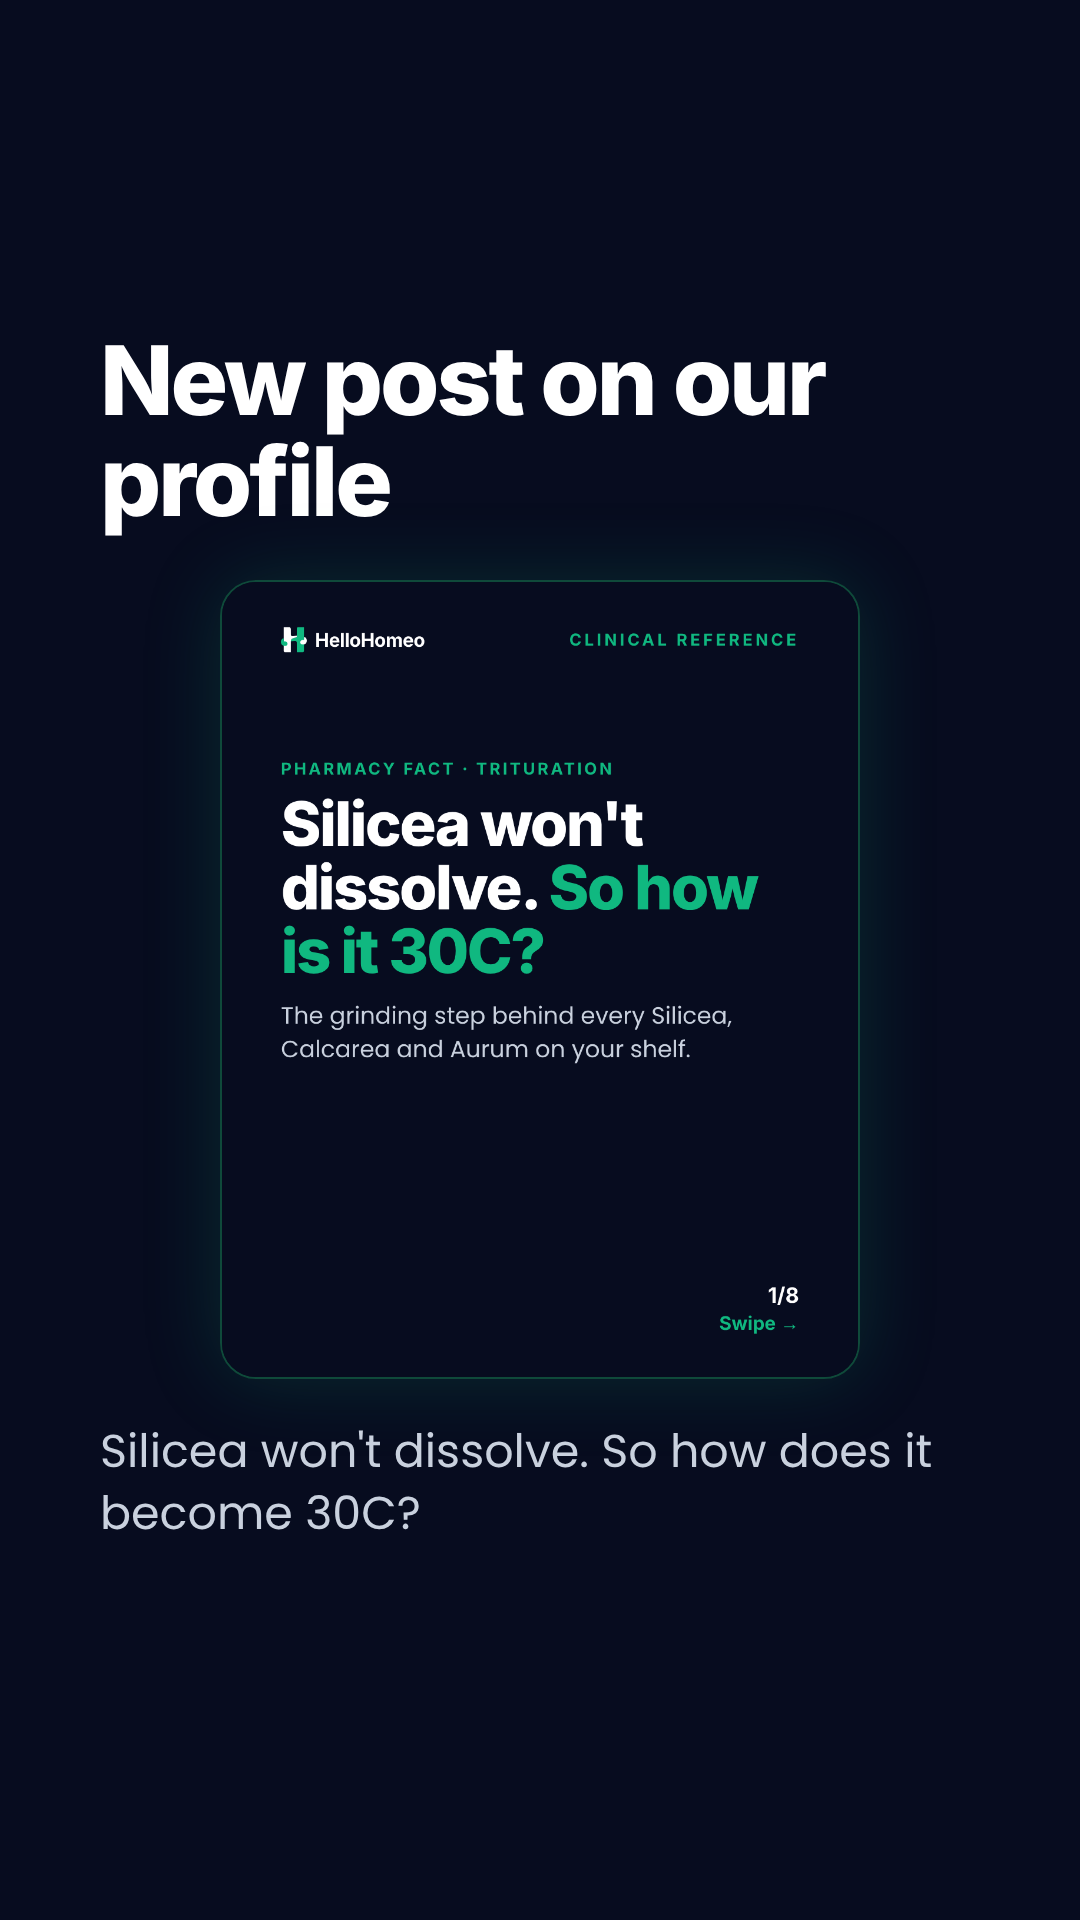 New post on our
profile
HelloHomeo
CLINICAL REFERENCE
PHARMACY FACT · TRITURATION
Silicea won't
dissolve. So how
is it 30C?
The grinding step behind every Silicea,
Calcarea and Aurum on your shelf.
1/8
Swipe →
Silicea won't dissolve. So how does it
become 30C?